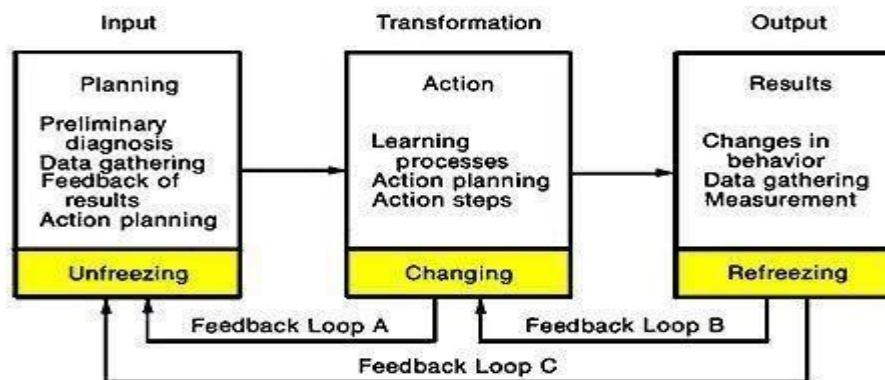 Input
Transformation
Output
Planning
Preliminary
diagnosis
Data gathering
Feedback of
results
Action planning
Unfreezing
Action
Learning
processes
Action planning
Action steps
Changing
Results
Changes in
behavior
Data gathering
Measurement
Refreezing
Feedback Loop A
Feedback Loop B
Feedback Loop C